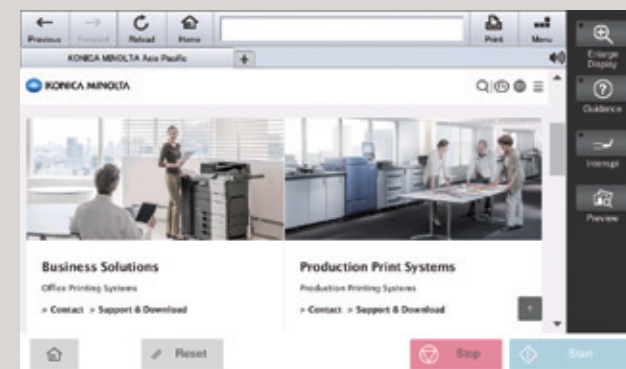 Previous Forward Reload Home Print Menu
KONICA MINOLTA Asia Pacific +
KONICA MINOLTA
Enlarge
Display
Guidance
Interrupt
Preview
Business Solutions Production Print Systems
Office Printing Systems Production Printing Systems
> Contact > Support & Download > Contact > Support & Download
Reset Stop Start